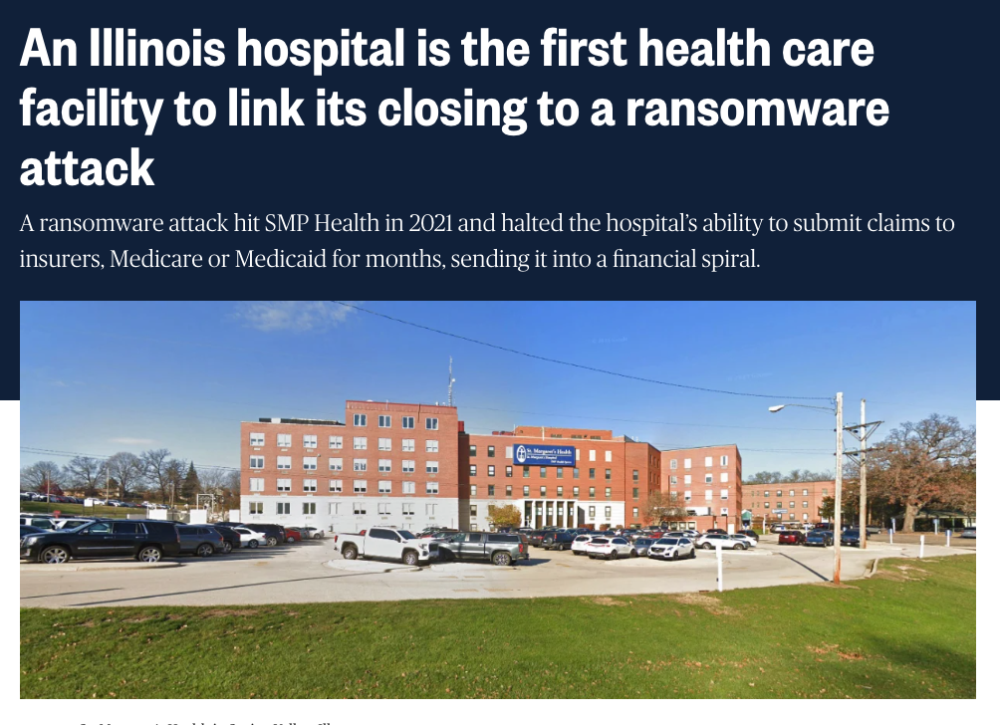 An Illinois hospital is the first health care
facility to link its closing to a ransomware
attack
A ransomware attack hit SMP Health in 2021 and halted the hospital’s ability to submit claims to
insurers, Medicare or Medicaid for months, sending it into a financial spiral.
St. Margaret's Health